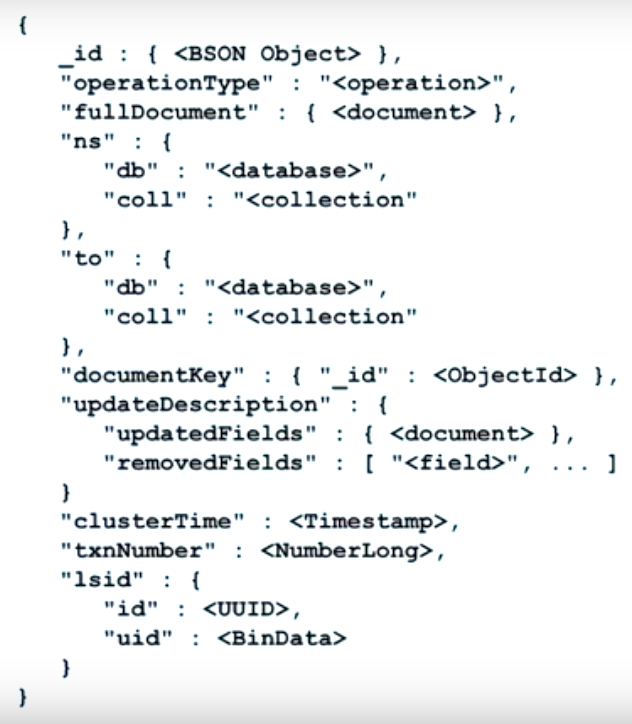 {
_id : { <BSON Object> },
"operationType" : "<operation>",
"fullDocument" : { <document> },
"ns" : {
"db" : "<database>",
"coll" : "<collection"
},
"to" : {
"db" : "<database>",
"coll" : "<collection"
},
"documentKey" : { "_id" : <ObjectId> },
"updateDescription" : {
"updatedFields" : { <document> },
"removedFields" : [ "<field>", ... ]
}
"clusterTime" : <Timestamp>,
"txnNumber" : <NumberLong>,
"lsid" : {
"id" : <UUID>,
"uid" : <BinData>
}
}